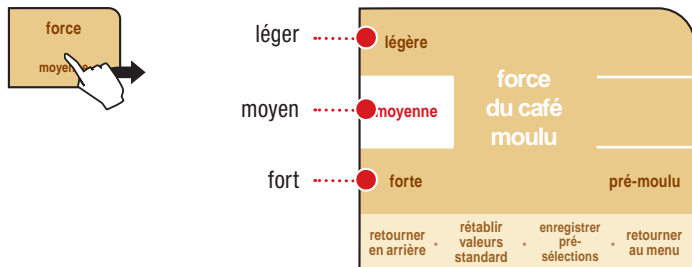 force
moyenne
léger
moyen
fort
légère
moyenne
forte
force
du café
moulu
pré-moulu
retourner
en arrière
rétablir
valeurs
standard
enregistrer
pré-
sélections
retourner
au menu